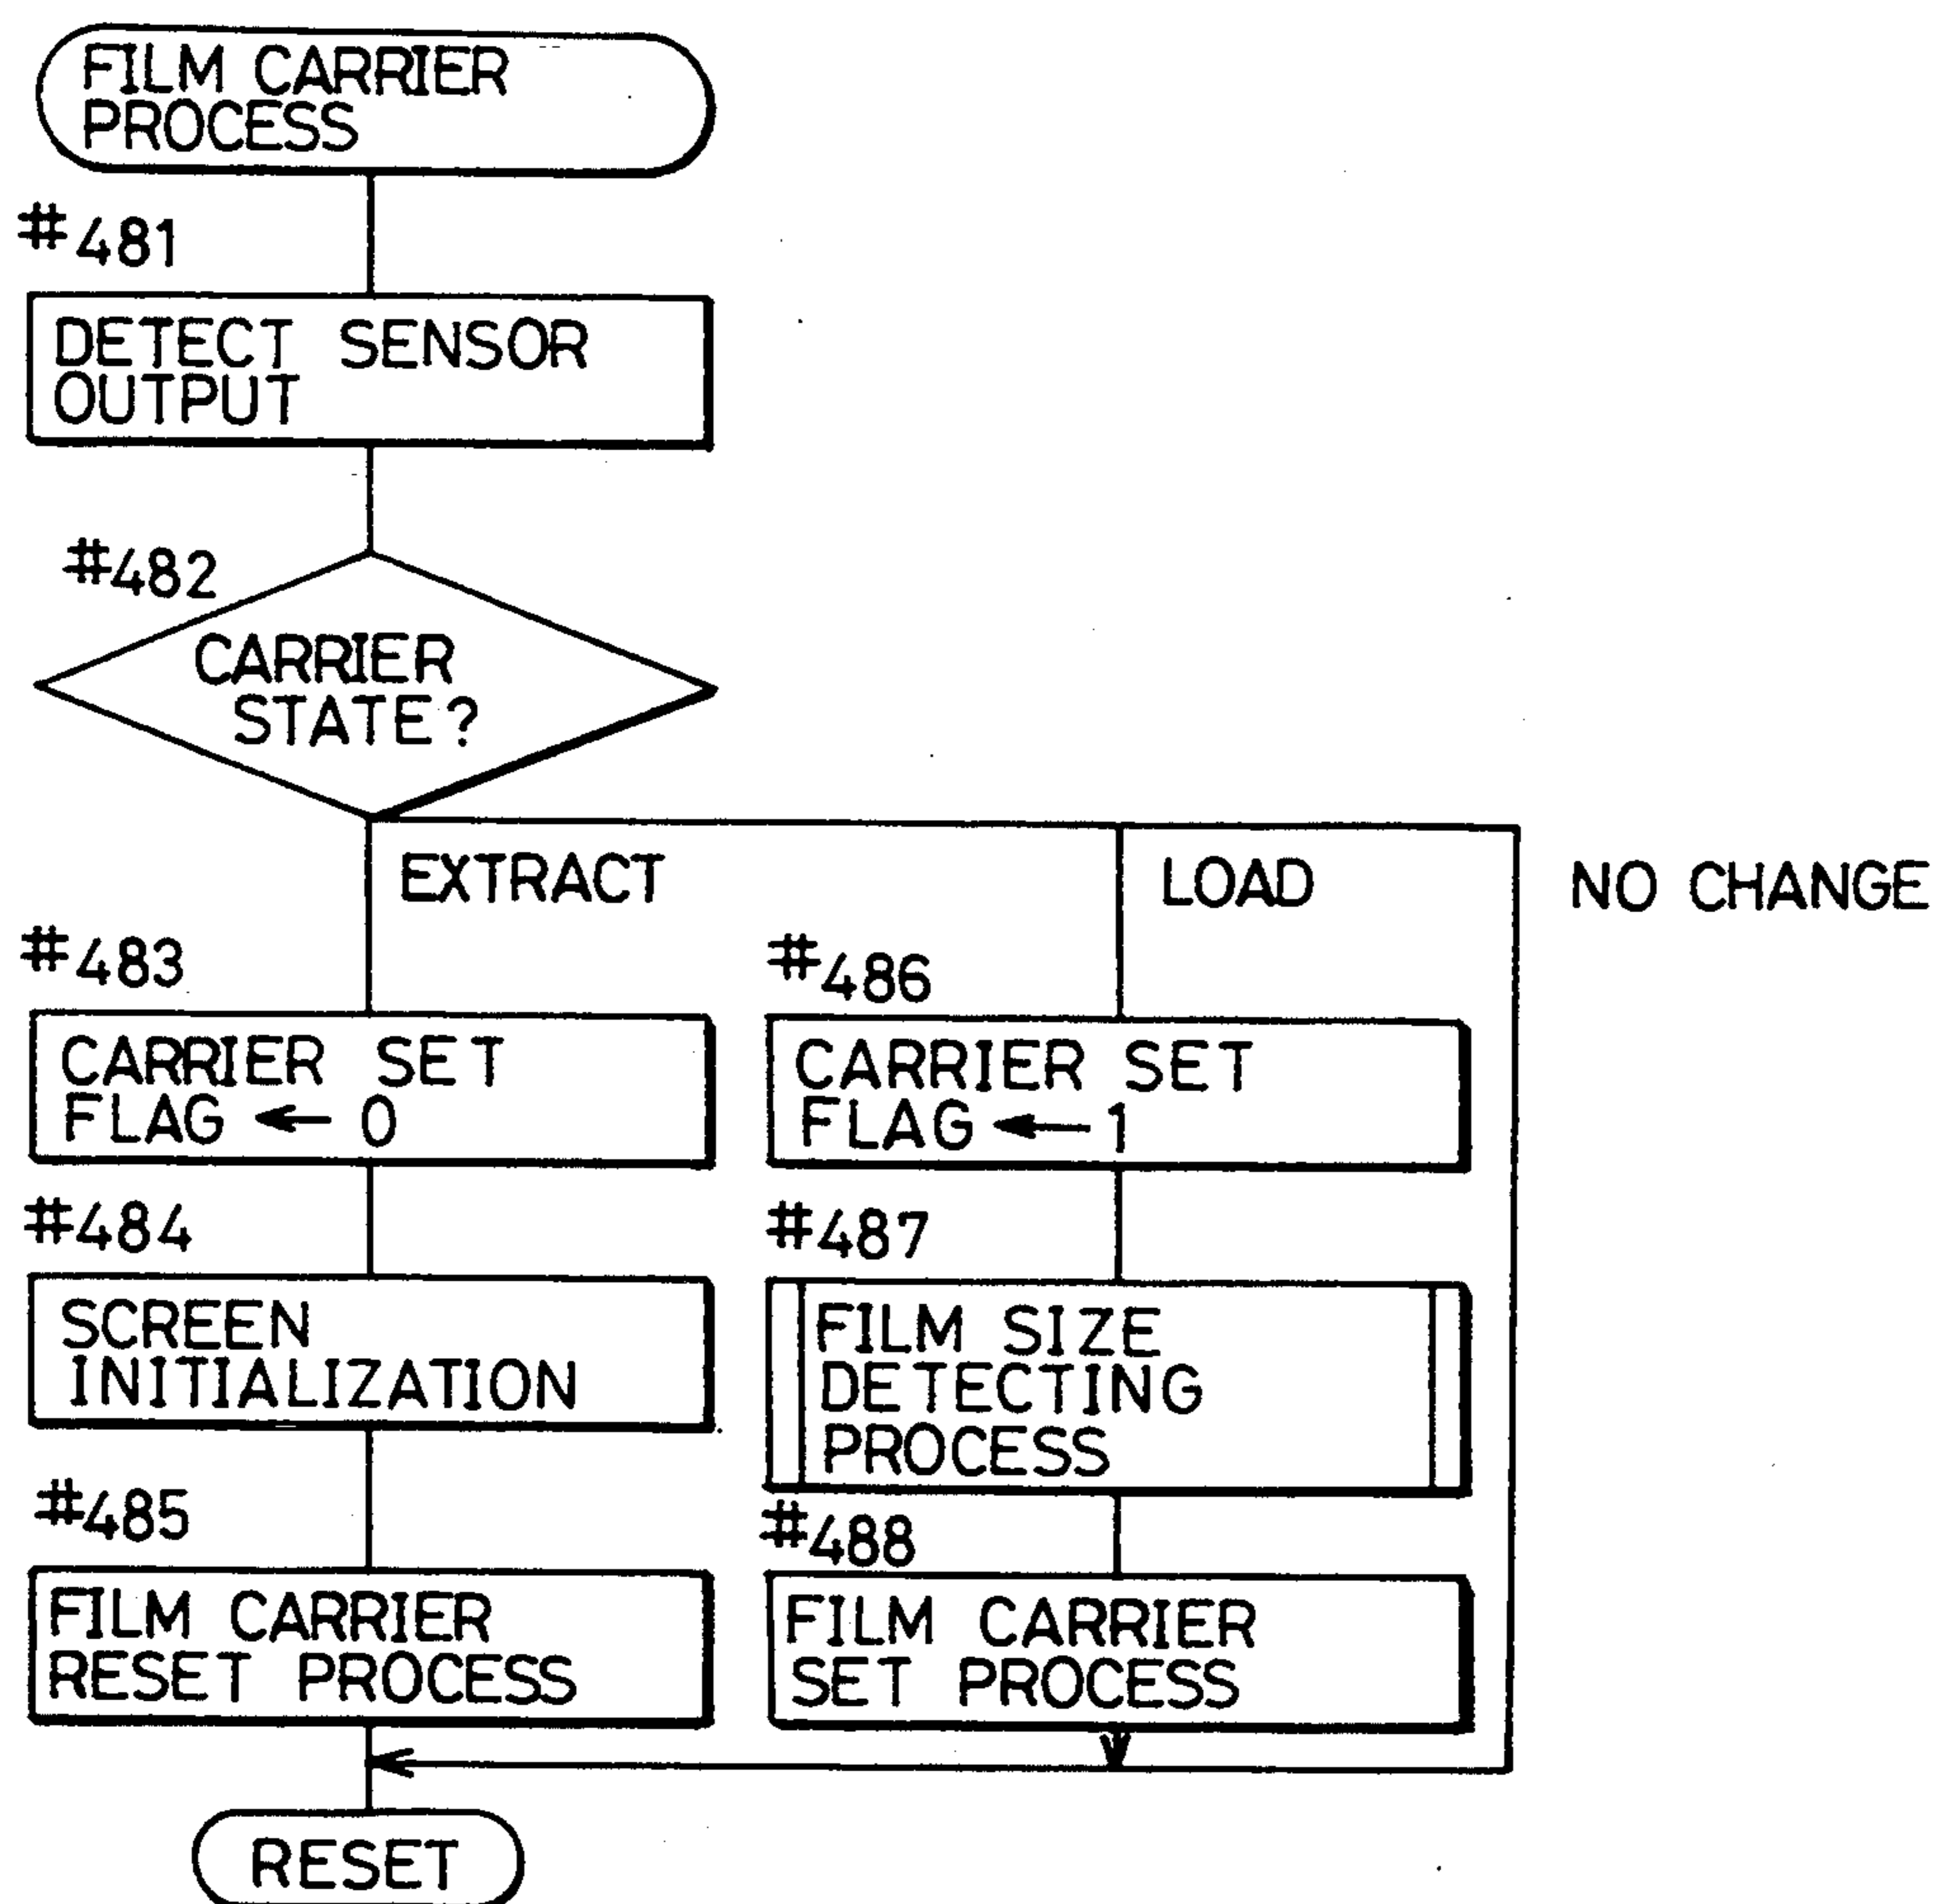 FILM CARRIER
PROCESS
#481
DETECT SENSOR
OUTPUT
#482
CARRIER
STATE?
EXTRACT
LOAD
NO CHANGE
#483
CARRIER SET
FLAG ← 0
#484
SCREEN
INITIALIZATION
#485
FILM CARRIER
RESET PROCESS
#486
CARRIER SET
FLAG ← 1
#487
FILM SIZE
DETECTING
PROCESS
#488
FILM CARRIER
SET PROCESS
RESET